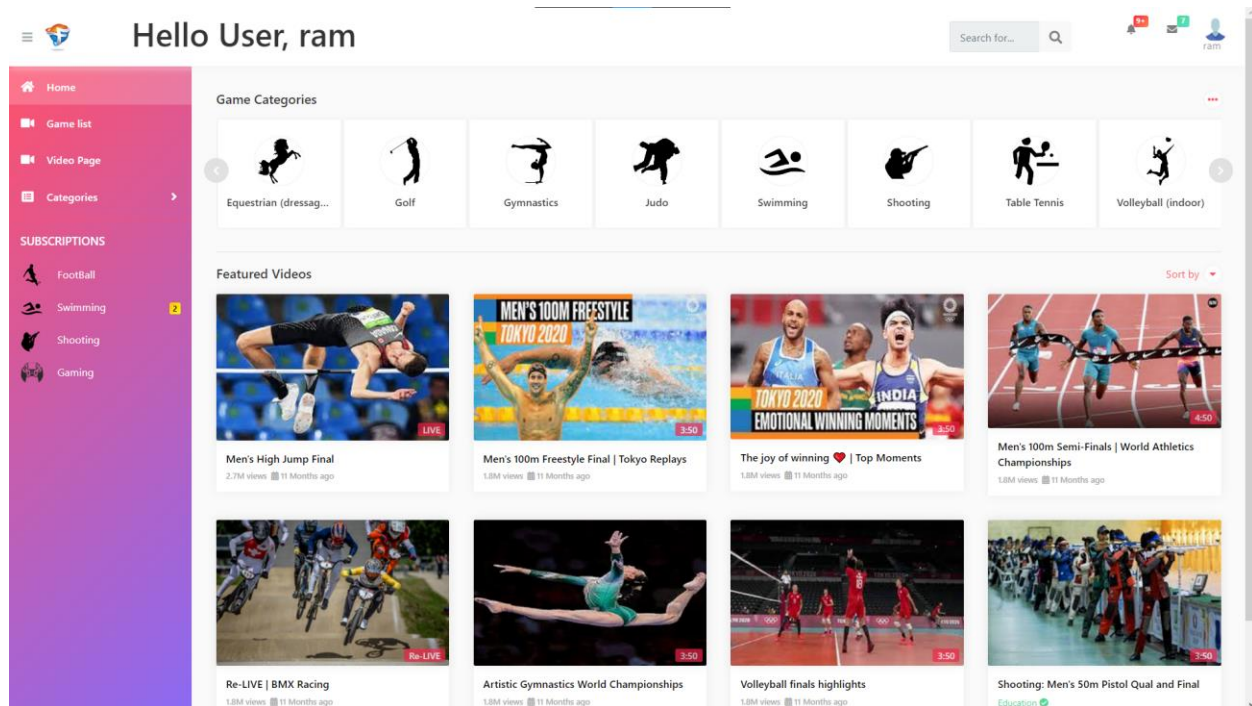 Hello User, ram
Search for...
9+
7
ram
Home
Game list
Video Page
Categories
SUBSCRIPTIONS
FootBall
Swimming
2
Shooting
Gaming
Game Categories
Equestrian (dressag...
Golf
Gymnastics
Judo
Swimming
Shooting
Table Tennis
Volleyball (indoor)
Featured Videos
Sort by
CANADA
LIVE
Men's High Jump Final
2.7M views 11 Months ago
MEN'S 100M FREESTYLE
TOKYO 2020
3:50
Men's 100m Freestyle Final | Tokyo Replays
1.8M views 11 Months ago
ITALIA
INDIA
TOKYO 2020
EMOTIONAL WINNING MOMENTS
3:50
The joy of winning ❤ | Top Moments
1.8M views 11 Months ago
4:50
Men's 100m Semi-Finals | World Athletics
Championships
1.8M views 11 Months ago
Re-LIVE
Re-LIVE | BMX Racing
1.8M views 11 Months ago
3:50
Artistic Gymnastics World Championships
1.8M views 11 Months ago
3:50
Volleyball finals highlights
1.8M views 11 Months ago
3:50
Shooting: Men's 50m Pistol Qual and Final
Education